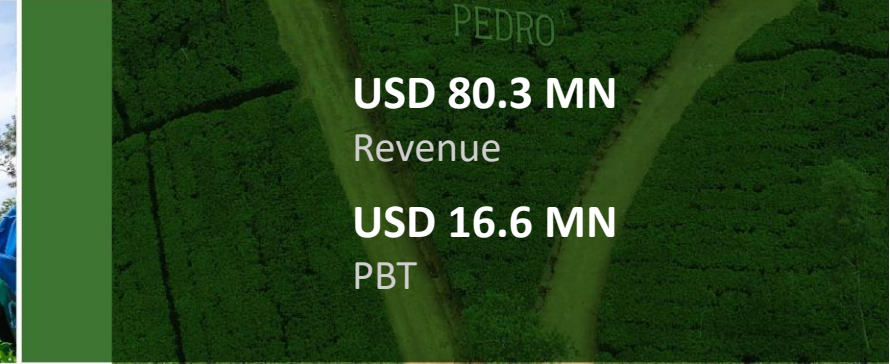 PEDRO
USD 80.3 MN
Revenue
USD 16.6 MN
PBT